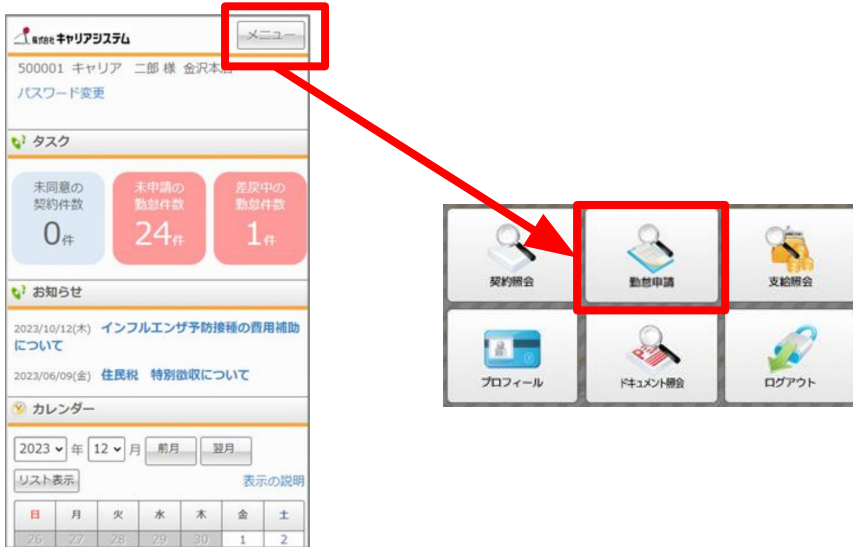 株式会社キャリアシステム
メニュー
500001 キャリア 二郎 様 金沢本
パスワード変更
タスク
未同意の
契約件数
0件
未申請の
勤怠件数
24件
差戻中の
勤怠件数
1件
お知らせ
2023/10/12(木) インフルエンザ予防接種の費用補助
について
2023/06/09(金) 住民税 特別徴収について
カレンダー
2023 年 12 月 前月 翌月
リスト表示 表示の説明
日 月 火 水 木 金 土
26 27 28 29 30 1 2
契約照会 勤怠申請 支給照会
プロフィール ドキュメント照会 ログアウト